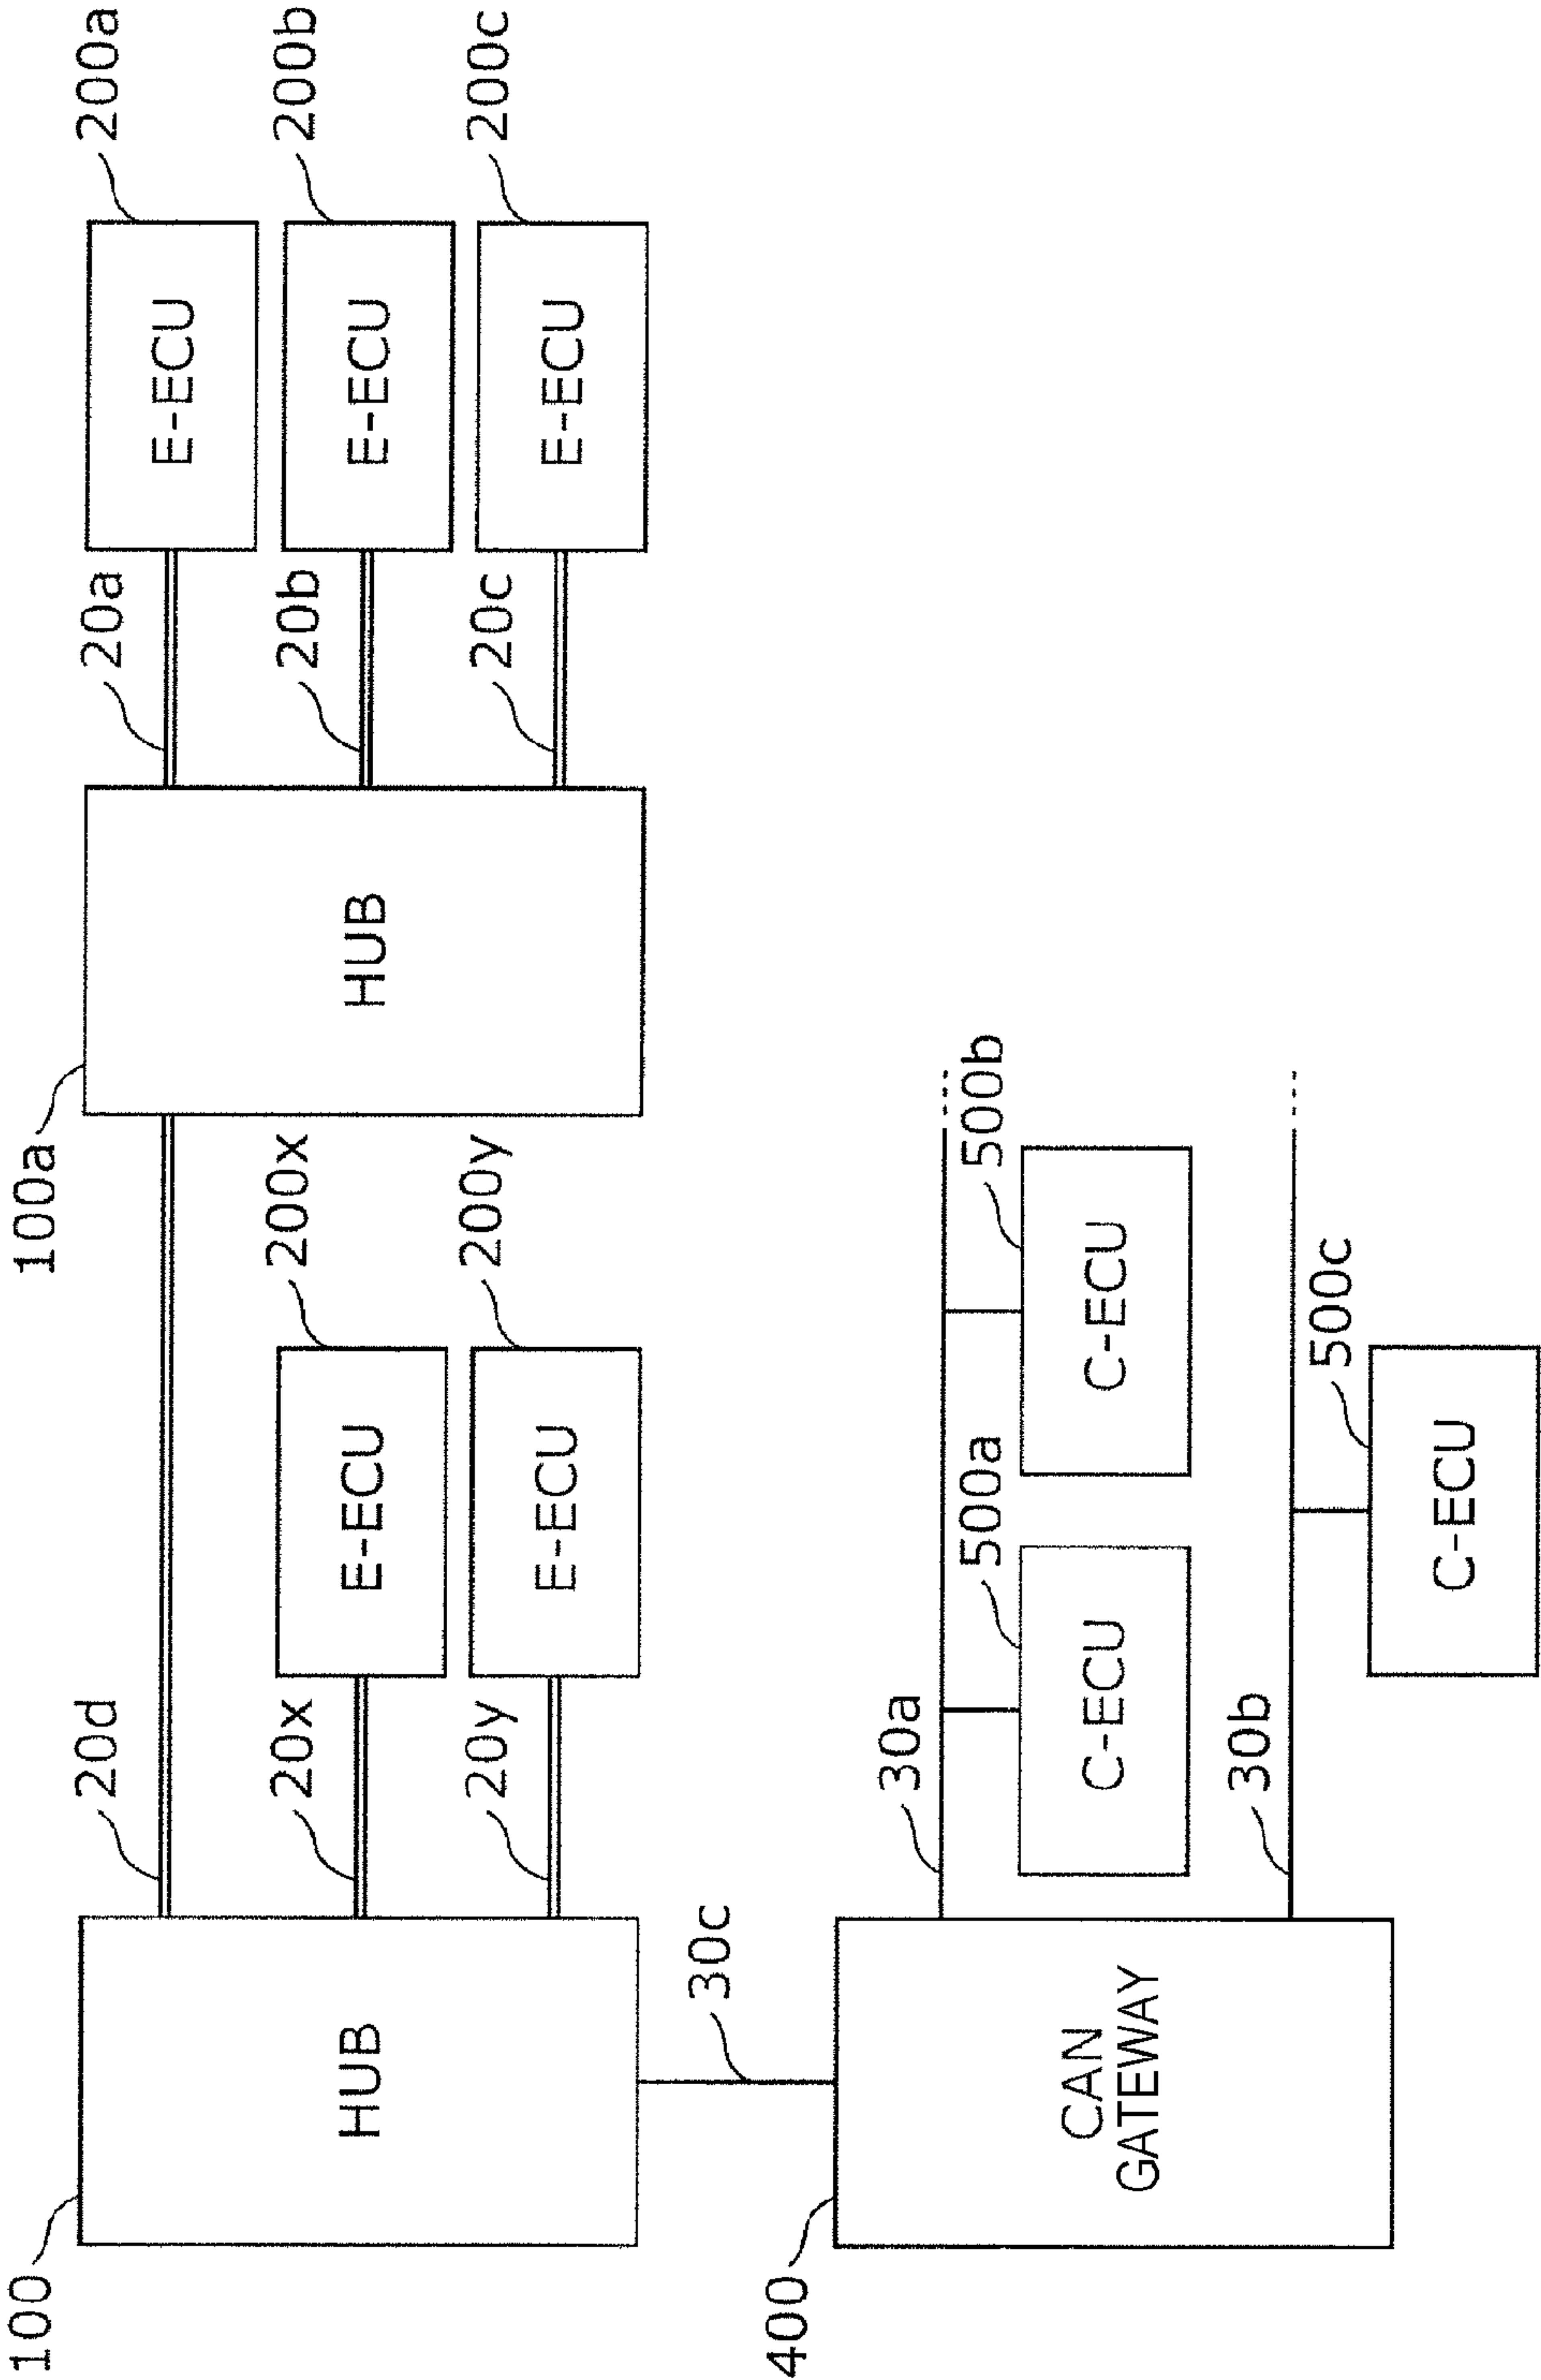 100
HUB
20d
20x
20y
E-ECU
200x
E-ECU
200y
100a
HUB
20a
20b
20c
E-ECU
200a
E-ECU
200b
E-ECU
200c
30c
400
CAN
GATEWAY
30a
C-ECU
500a
C-ECU
500b
30b
C-ECU
500c